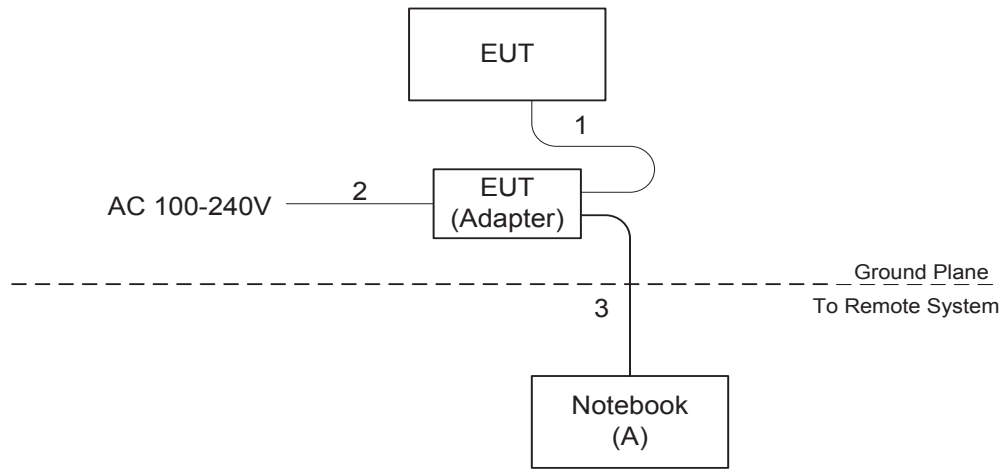 EUT
1
2
EUT
(Adapter)
AC 100-240V
Ground Plane
3
To Remote System
Notebook
(A)